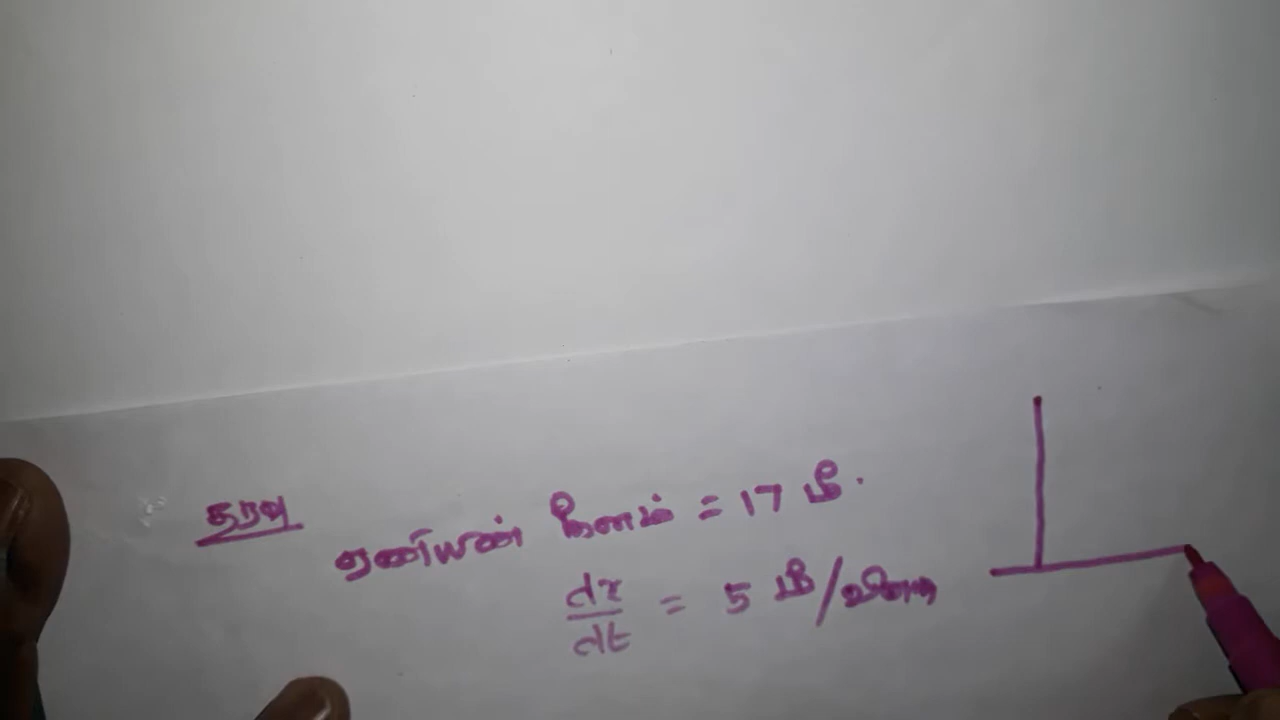 தரவு
ஏணியின் நீளம் = 17 மீ.
dx/dt = 5 மீ/வினாடி